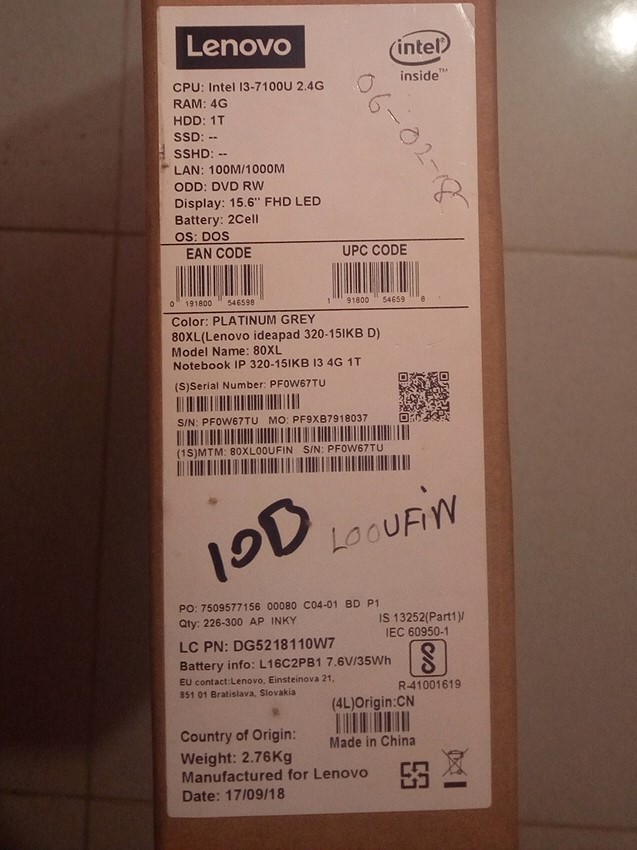 Lenovo
intel
inside™
CPU: Intel I3-7100U 2.4G
RAM: 4G
HDD: 1T
SSD: --
SSHD: --
LAN: 100M/1000M
ODD: DVD RW
Display: 15.6" FHD LED
Battery: 2Cell
OS: DOS
06-02-18
EAN CODE
UPC CODE
0 191800 546598
1 91800 54659 8
Color: PLATINUM GREY
80XL(Lenovo ideapad 320-15IKB D)
Model Name: 80XL
Notebook IP 320-15IKB I3 4G 1T
(S)Serial Number: PF0W67TU
S/N: PF0W67TU MO: PF9XB7918037
(1S)MTM: 80XL00UFIN S/N: PF0W67TU
10D L00UFiN
PO: 7509577156 00080 C04-01 BD P1
Qty: 226-300 AP INKY
IS 13252(Part1)/
IEC 60950-1
LC PN: DG5218110W7
Battery info: L16C2PB1 7.6V/35Wh
EU contact:Lenovo, Einsteinova 21,
851 01 Bratislava, Slovakia
R-41001619
(4L)Origin:CN
Country of Origin:
Made in China
Weight: 2.76Kg
Manufactured for Lenovo
Date: 17/09/18